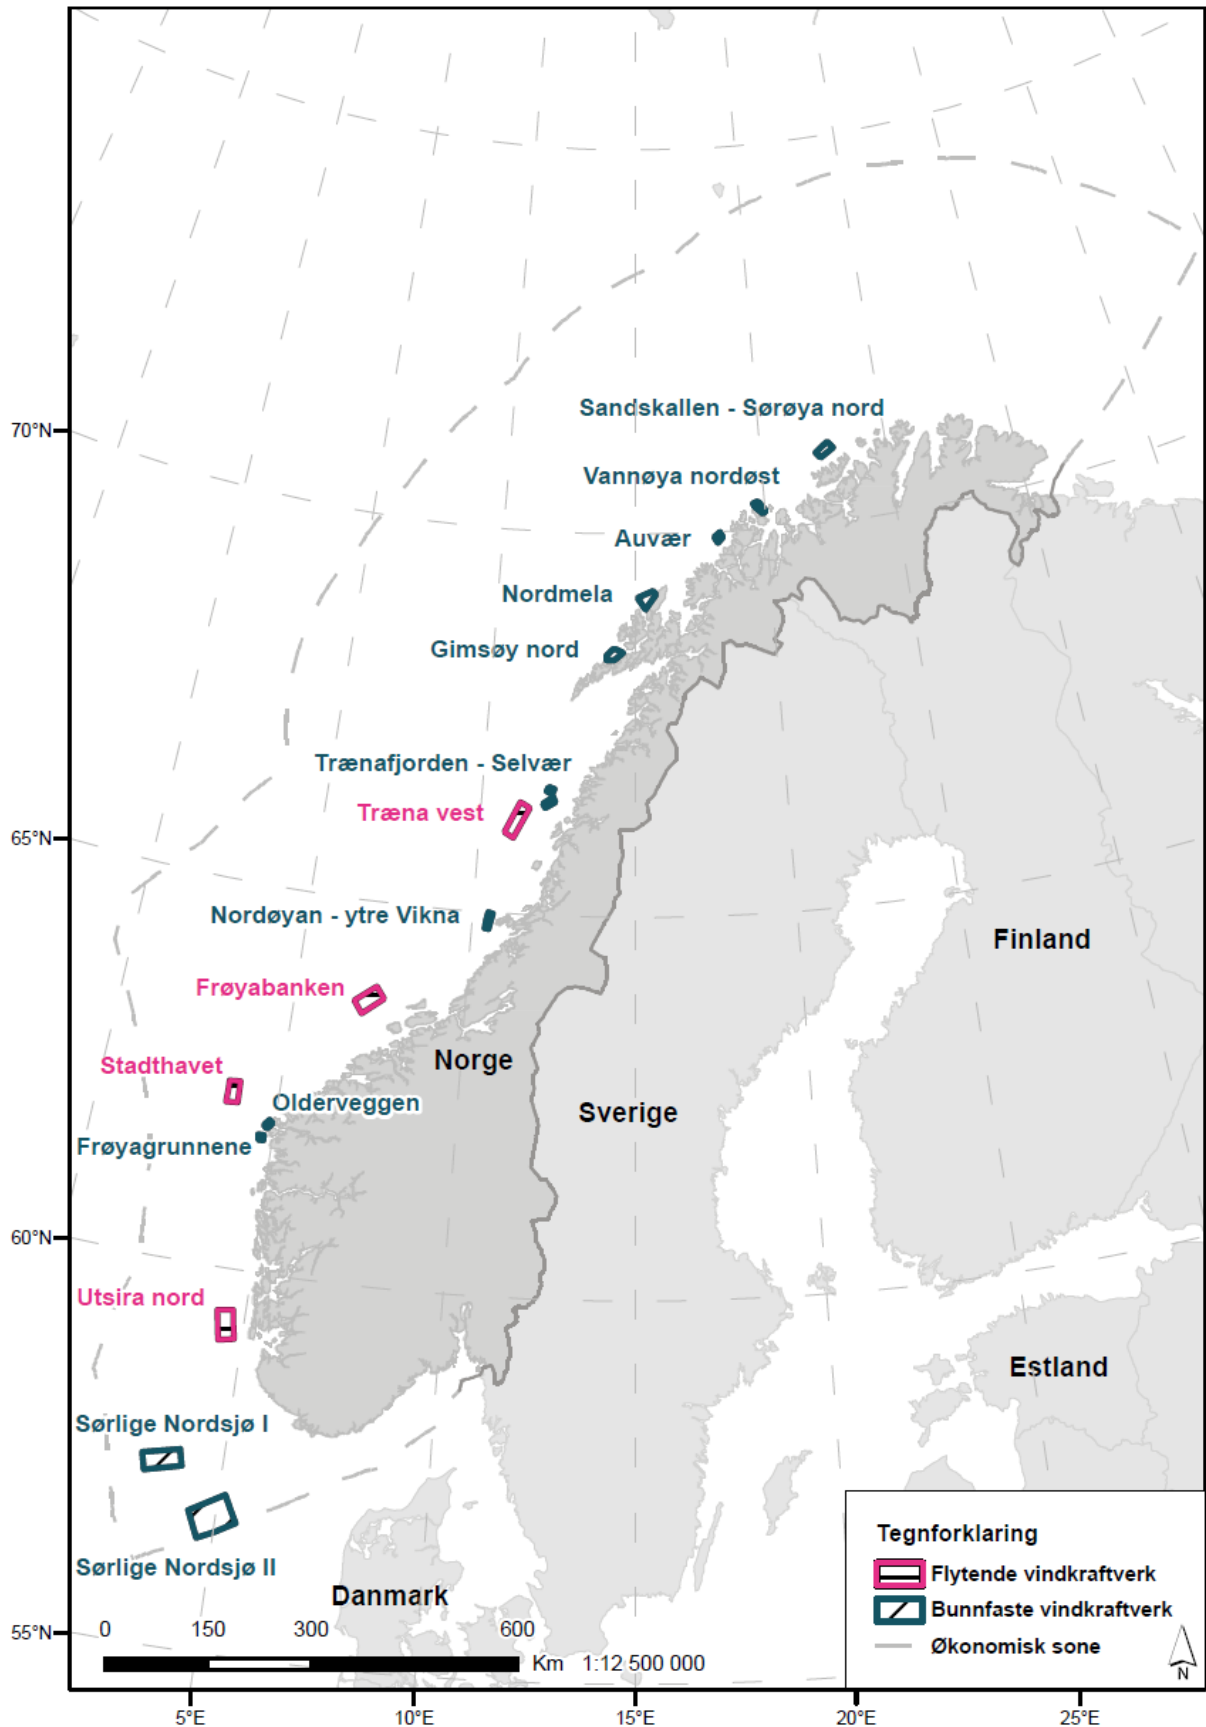 Sandskallen - Sørøya nord
70°N
Vannøya nordøst
Auvær
Nordmela
Gimsøy nord
Trænafjorden - Selvær
Træna vest
65°N
Nordøyan - ytre Vikna
Finland
Frøyabanken
Norge
Stadthavet
Olderveggen
Sverige
Frøyagrunnene
60°N
Utsira nord
Estland
Sørlige Nordsjø I
Sørlige Nordsjø II
Danmark
Tegnforklaring
Flytende vindkraftverk
Bunnfaste vindkraftverk
Økonomisk sone
N
0 150 300 600
Km 1:12 500 000
55°N
5°E 10°E 15°E 20°E 25°E